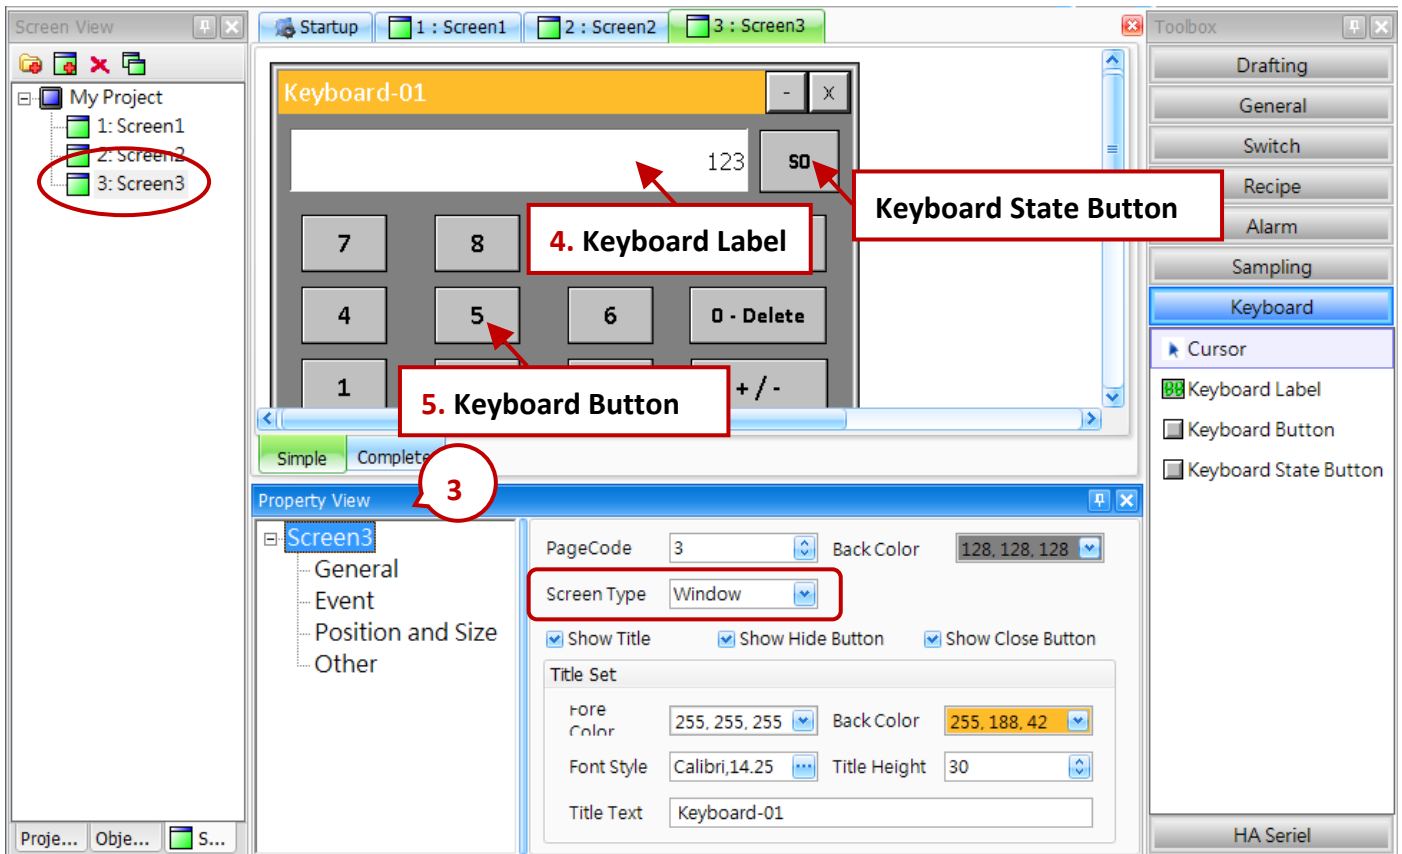 Screen View
Startup
1 : Screen1
2 : Screen2
3 : Screen3
Toolbox
My Project
1: Screen1
2: Screen2
3: Screen3
Keyboard-01
- X
123
S0
Keyboard State Button
4. Keyboard Label
7
8
4
5
6
0 - Delete
1
+ / -
5. Keyboard Button
Simple
Complete
3
Drafting
General
Switch
Recipe
Alarm
Sampling
Keyboard
Cursor
Keyboard Label
Keyboard Button
Keyboard State Button
HA Seriel
Property View
Screen3
General
Event
Position and Size
Other
PageCode 3 Back Color 128, 128, 128
Screen Type Window
Show Title Show Hide Button Show Close Button
Title Set
Fore Color 255, 255, 255 Back Color 255, 188, 42
Font Style Calibri,14.25 Title Height 30
Title Text Keyboard-01
Proje... Obje... S...